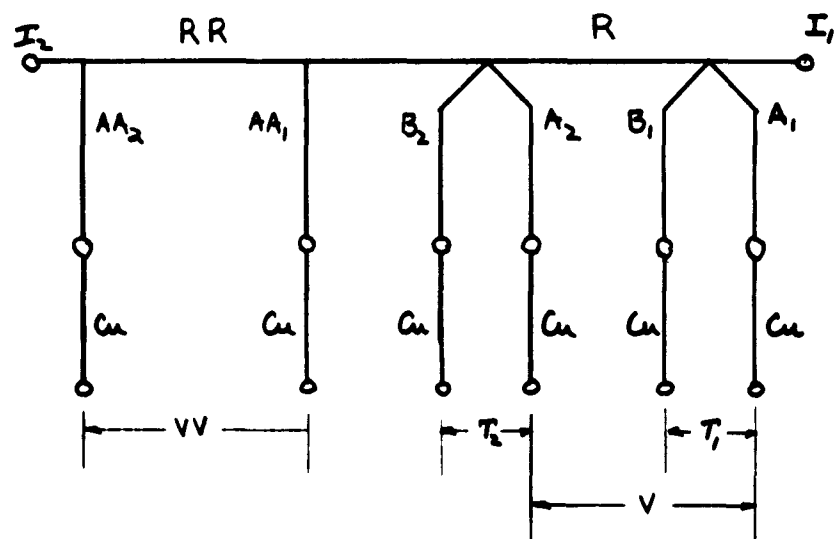 I₂ RR R I₁
AA₂ AA₁ B₂ A₂ B₁ A₁
Cu Cu Cu Cu Cu Cu
VV T₂ T₁
V